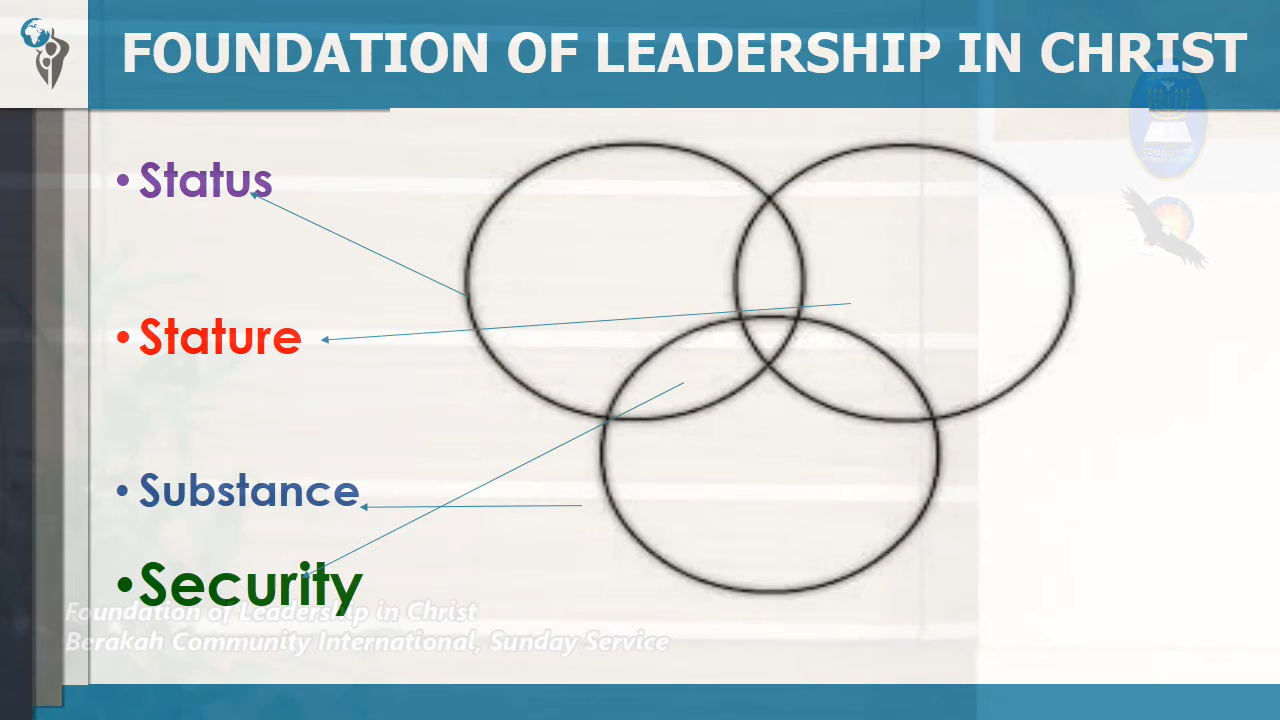 FOUNDATION OF LEADERSHIP IN CHRIST
• Status
• Stature
• Substance
• Security
Foundation of Leadership in Christ
Berakah Community International, Sunday Service